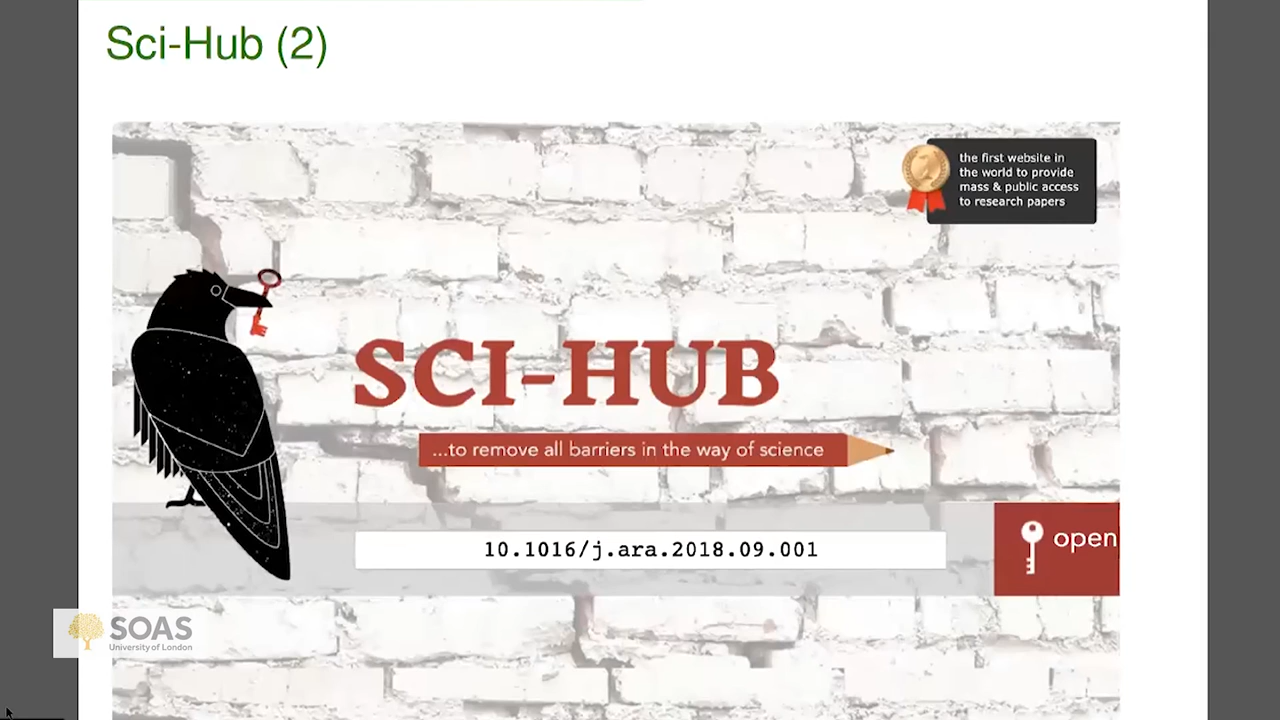 Sci-Hub (2)
the first website in
the world to provide
mass & public access
to research papers
SCI-HUB
...to remove all barriers in the way of science
10.1016/j.ara.2018.09.001
open
SOAS
University of London